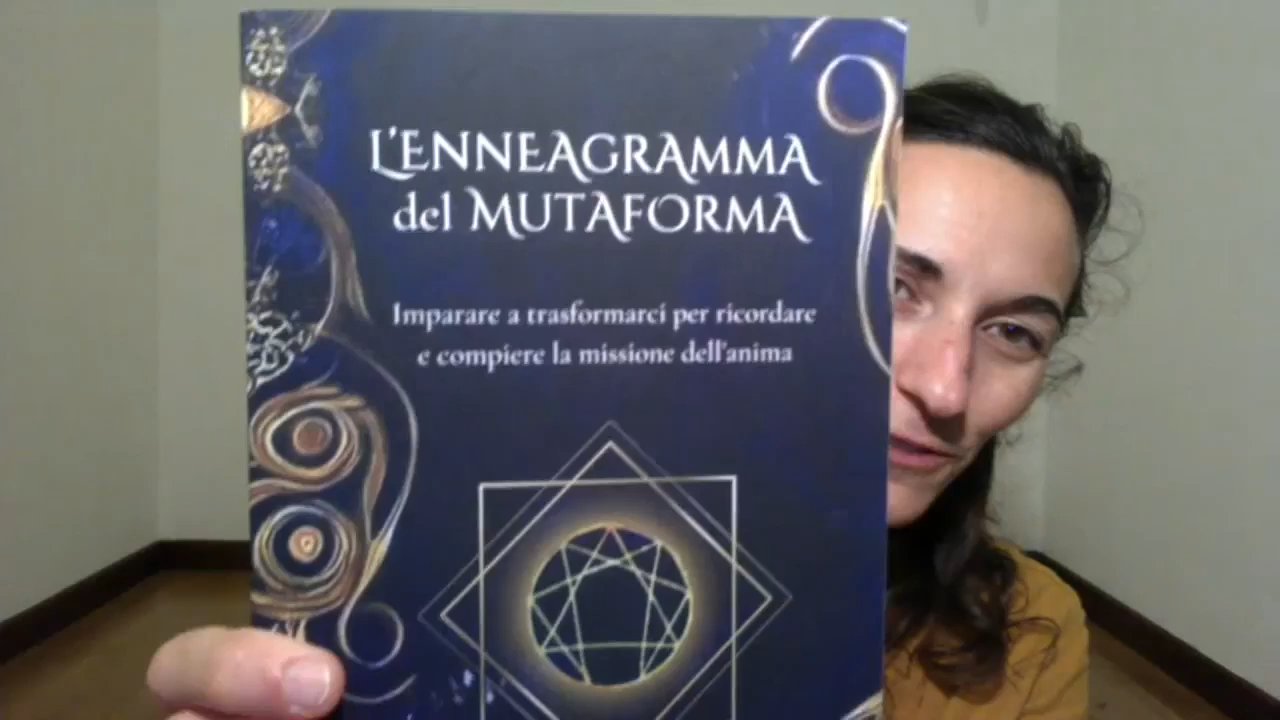 L'ENNEAGRAMMA
del MUTAFORMA
Imparare a trasformarci per ricordare
e compiere la missione dell'anima